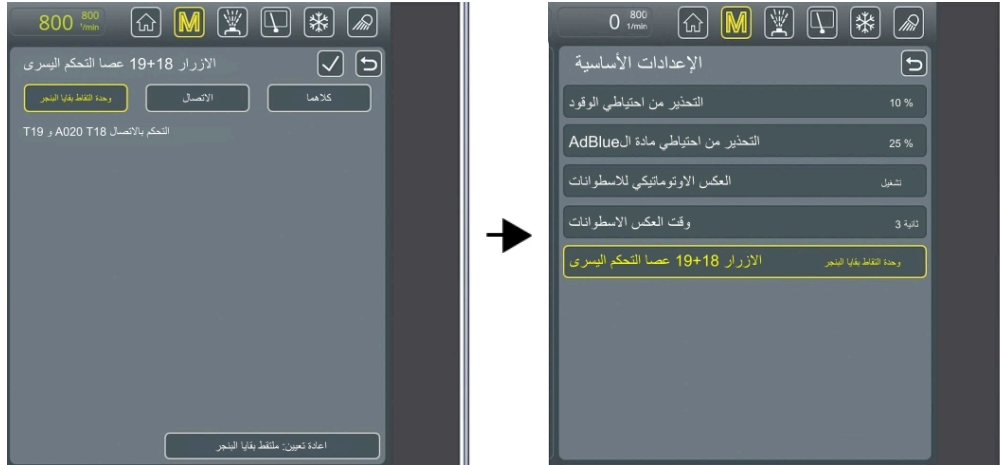 800 800 1/min
M
الازرار 18+19 عصا التحكم اليسرى
وحدة التقاط بقايا البنجر
الاتصال
كلاهما
التحكم بالاتصال A020 T18 و T19
اعادة تعيين: ملتقط بقايا البنجر
0 800 1/min
M
الإعدادات الأساسية
التحذير من احتياطي الوقود
10 %
التحذير من احتياطي مادة الAdBlue
25 %
العكس الاوتوماتيكي للاسطوانات
تشغيل
وقت العكس الاسطوانات
3 ثانية
الازرار 18+19 عصا التحكم اليسرى
وحدة التقاط بقايا البنجر